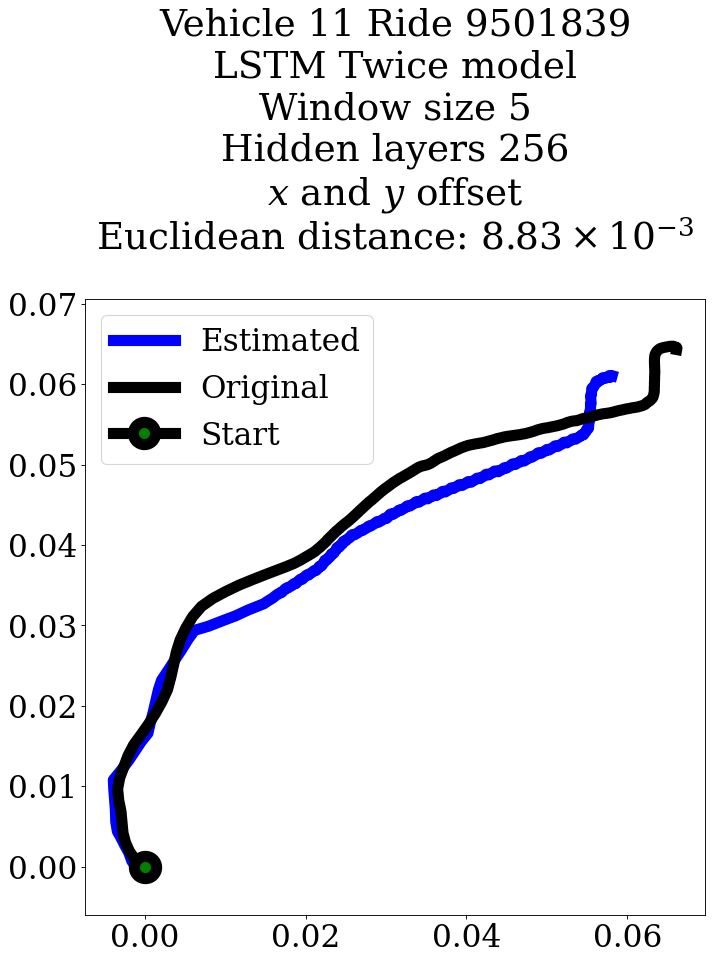 Vehicle 11 Ride 9501839
LSTM Twice model
Window size 5
Hidden layers 256
x and y offset
Euclidean distance: 8.83 × 10⁻³
0.07
Estimated
0.06
Original
Start
0.05
0.04
0.03
0.02
0.01
0.00
0.00 0.02 0.04 0.06